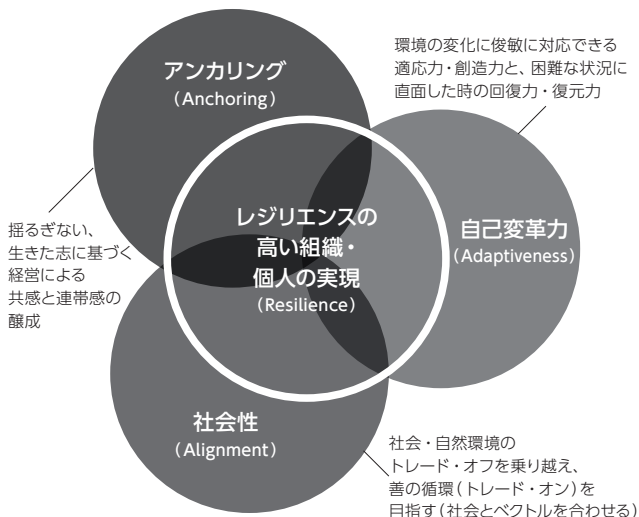 アンカリング
(Anchoring)
環境の変化に俊敏に対応できる
適応力・創造力と、困難な状況に
直面した時の回復力・復元力
レジリエンスの
高い組織・
個人の実現
(Resilience)
自己変革力
(Adaptiveness)
揺るぎない、
生きた志に基づく
経営による
共感と連帯感の
醸成
社会性
(Alignment)
社会・自然環境の
トレード・オフを乗り越え、
善の循環(トレード・オン)を
目指す(社会とベクトルを合わせる)